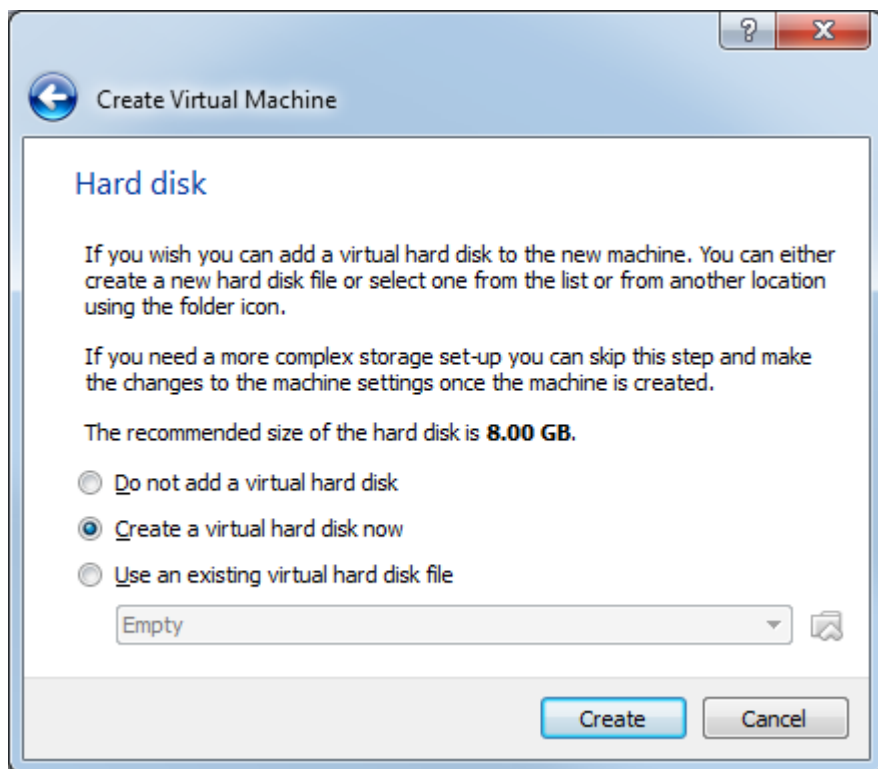 ?
X
Create Virtual Machine
Hard disk
If you wish you can add a virtual hard disk to the new machine. You can either
create a new hard disk file or select one from the list or from another location
using the folder icon.
If you need a more complex storage set-up you can skip this step and make
the changes to the machine settings once the machine is created.
The recommended size of the hard disk is 8.00 GB.
Do not add a virtual hard disk
Create a virtual hard disk now
Use an existing virtual hard disk file
Empty
Create Cancel